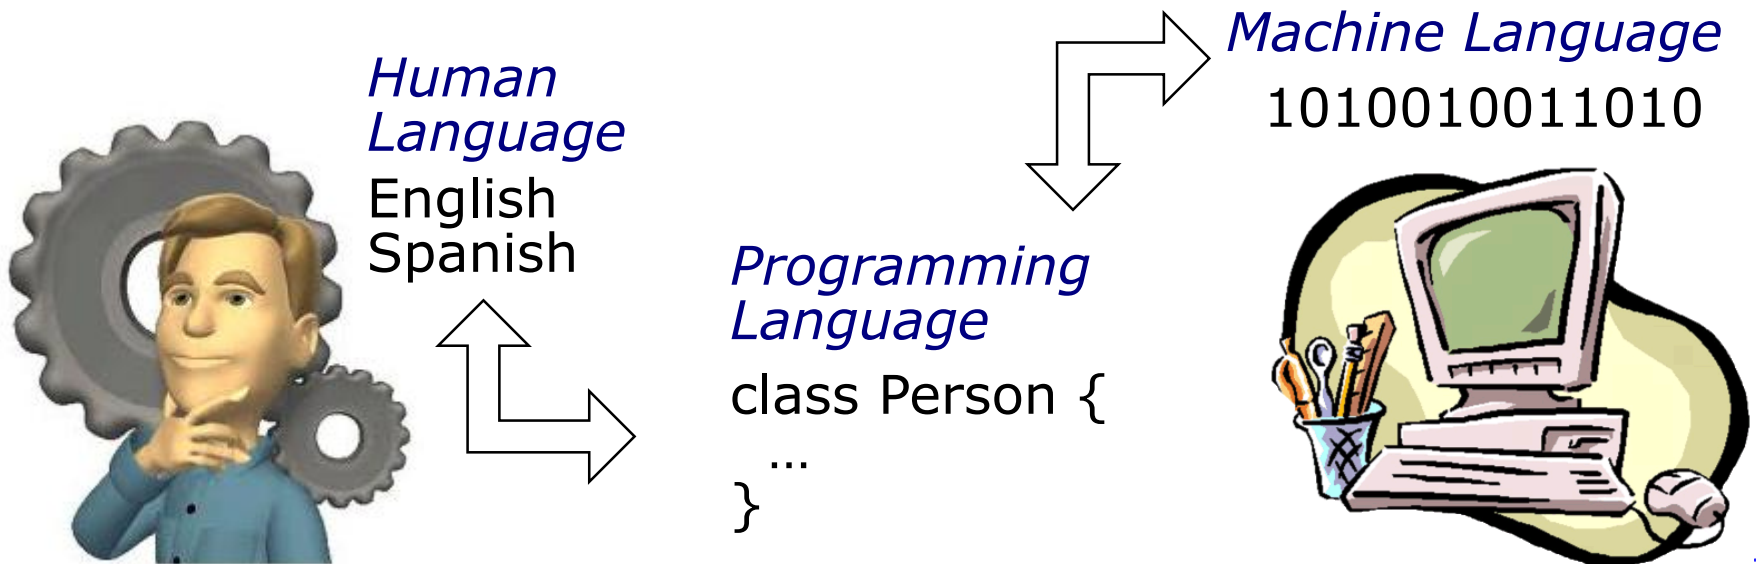 Human
Language
English
Spanish
Programming
Language
class Person {
...
}
Machine Language
1010010011010